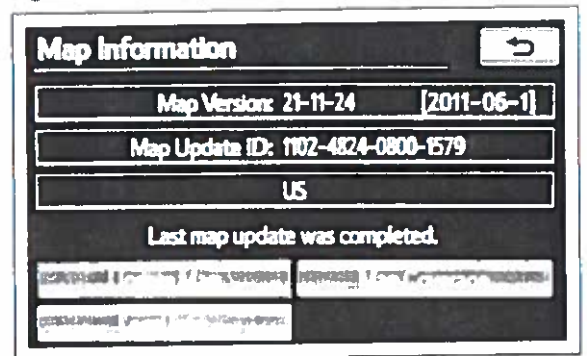 Map Information
Map Version: 21-11-24 [2011-06-1]
Map Update ID: 1102-4824-0800-1579
US
Last map update was completed.